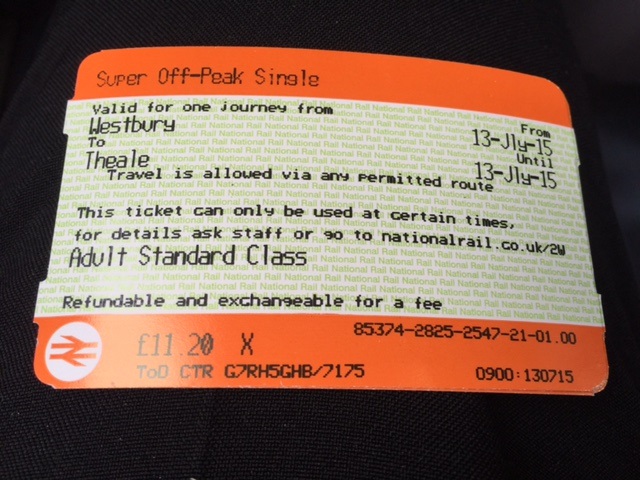 Super Off-Peak Single
Valid for one journey from
Westbury
From
13-Jly-15
To
Theale
Until
13-Jly-15
Travel is allowed via any permitted route
This ticket can only be used at certain times,
for details ask staff or go to nationalrail.co.uk/2W
Adult Standard Class
Refundable and exchangeable for a fee
85374-2825-2547-21-01.00
£11.20 X
ToD CTR G7RH5GHB/7175
0900:130715